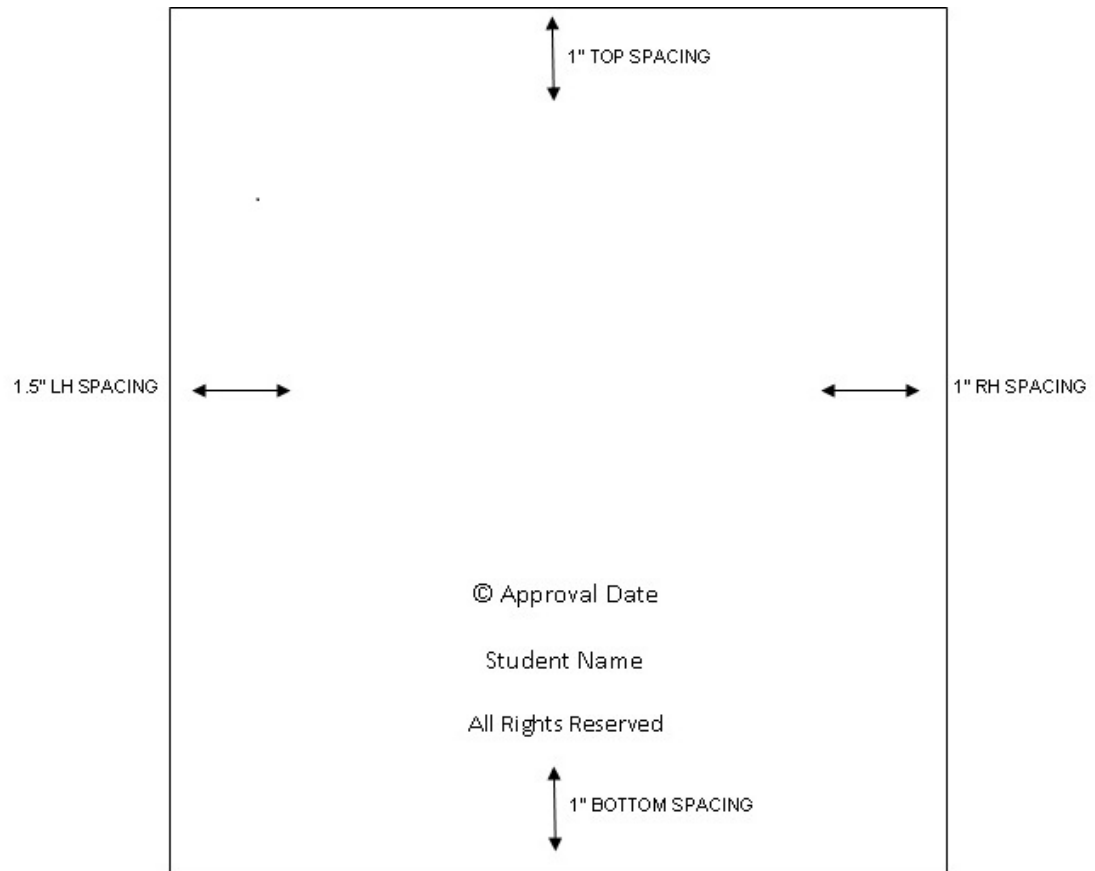 1" TOP SPACING
1.5" LH SPACING
1" RH SPACING
© Approval Date
Student Name
All Rights Reserved
1" BOTTOM SPACING